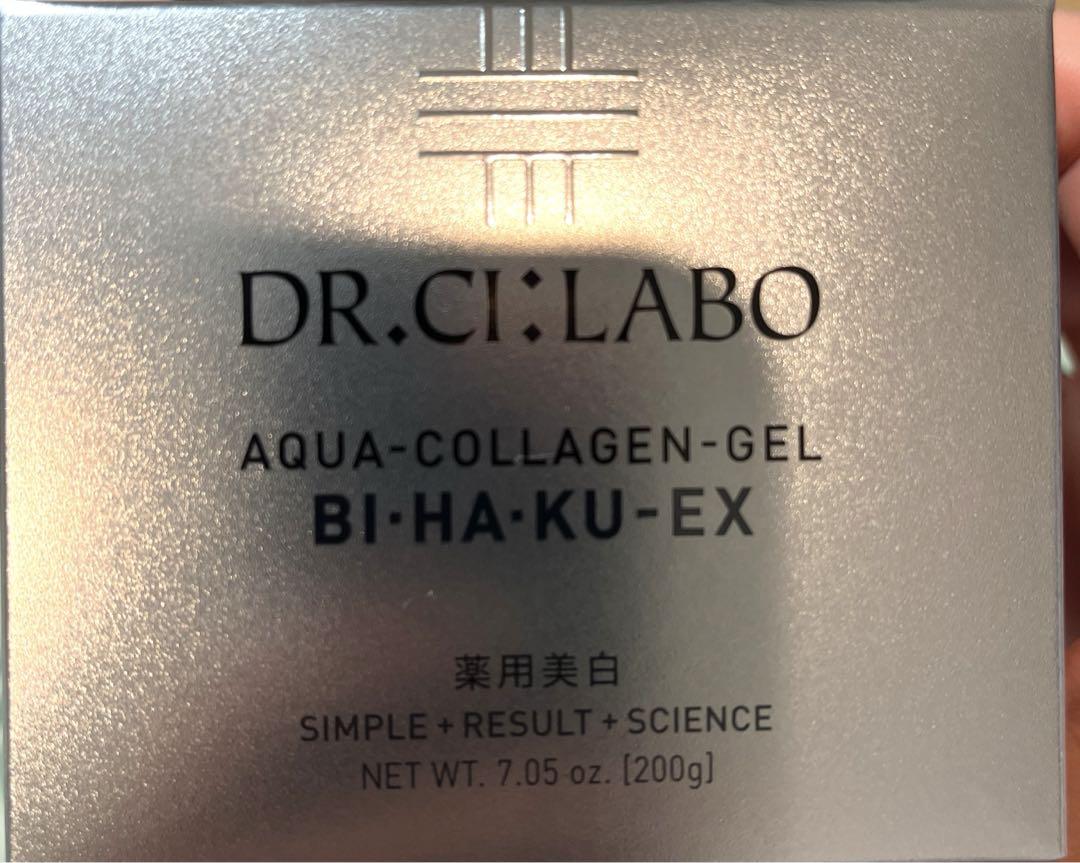 DR.CI:LABO
AQUA-COLLAGEN-GEL
BI·HA·KU-EX
薬用美白
SIMPLE + RESULT + SCIENCE
NET WT. 7.05 oz. [200g]